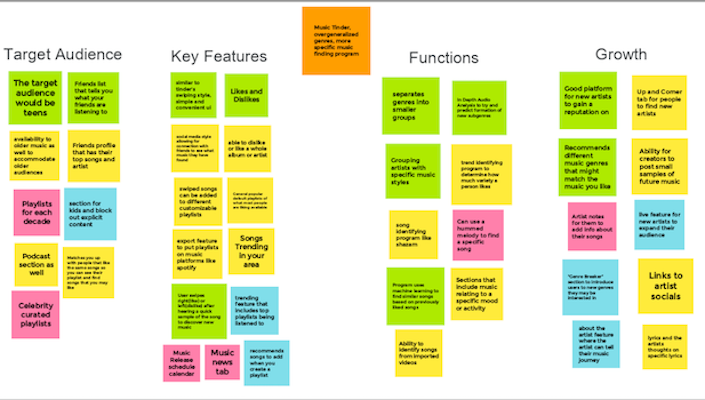 Music Tinder,
overgeneralized
genres, more
specific music
finding program
Target Audience
The target
audience
would be
teens
Friends list
that tells you
what your
friends are
listening to
availability to
older music as
well to
accommodate
older
audiences
Friends profile
that has their
top songs and
artist
Playlists
for each
decade
section for
kids and block
out explicit
content
Podcast
section as
well
Matches you up
with people that like
the same songs as
you can see their
playlist and find
songs that you may
like
Celebrity
curated
playlists
Key Features
similar to
tinder's
swiping style,
simple and
convenient ui
Likes and
Dislikes
social media style
allowing for
connection with
friends to see what
music they have
found
able to dislike
or like a whole
album or artist
swiped songs
can be added
to different
customizable
playlists
General popular
default playlists of
artist most people
are liking available
export feature
to put playlists
on music
platforms like
spotify
Songs
Trending
in your
area
User swipes
right(like) or
left(dislike) after
hearing a quick
sample of the song
to discover new
music
trending
feature that
includes top
playlists being
listened to
Music
Release
schedule
calendar
Music
news
tab
recommends
songs to add
when you
create a
playlist
Functions
seperates
genres into
smaller
groups
In Depth Audio
Analysis to try and
predict formation of
new subgenres
Grouping
artists with
specific music
styles
trend identifying
program to
determine how
much variety a
person likes
song
identifying
program like
shazam
Can use a
hummed
melody to find
a specific
song
Program uses
machine learning to
find similar songs
based on previously
liked songs
Sections that
include music
relating to a
specific mood
or activity
Ability to
identify songs
from imported
videos
Growth
Good platform
for new artists
to gain a
reputation on
Up and Comer
tab for people
to find new
artists
Recommends
different
music genres
that might
match the
music you like
Ability for
creators to
post small
samples of
future music
Artist notes
for them to
add info about
their songs
live feature for
new artists to
expand their
audience
"Genre Breaker"
section to introduce
users to new genres
they may be
interested in
Links to
artist
socials
about the
artist feature
where the
artist can tell
their music
journey
lyrics and the
artists
thoughts on
specific lyrics